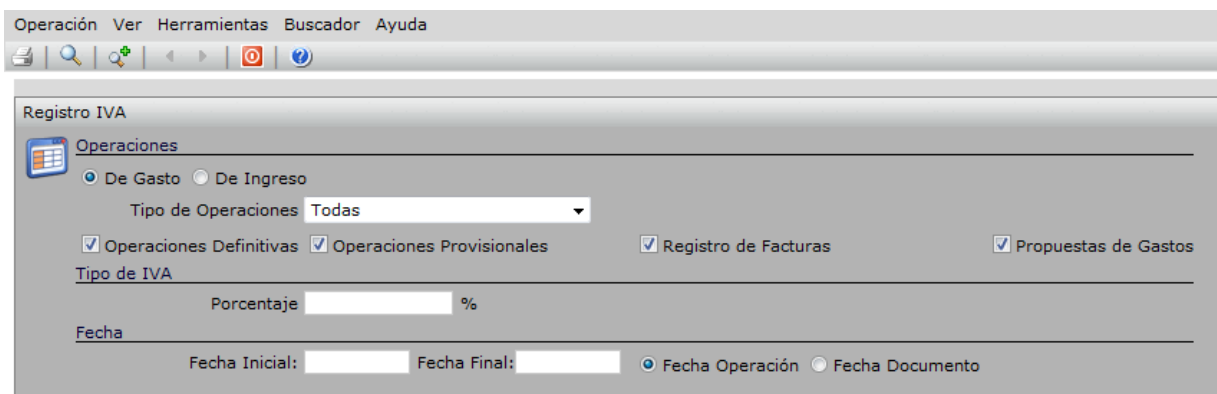 Operación Ver Herramientas Buscador Ayuda
Registro IVA
Operaciones
De Gasto De Ingreso
Tipo de Operaciones Todas
Operaciones Definitivas Operaciones Provisionales Registro de Facturas Propuestas de Gastos
Tipo de IVA
Porcentaje %
Fecha
Fecha Inicial: Fecha Final: Fecha Operación Fecha Documento